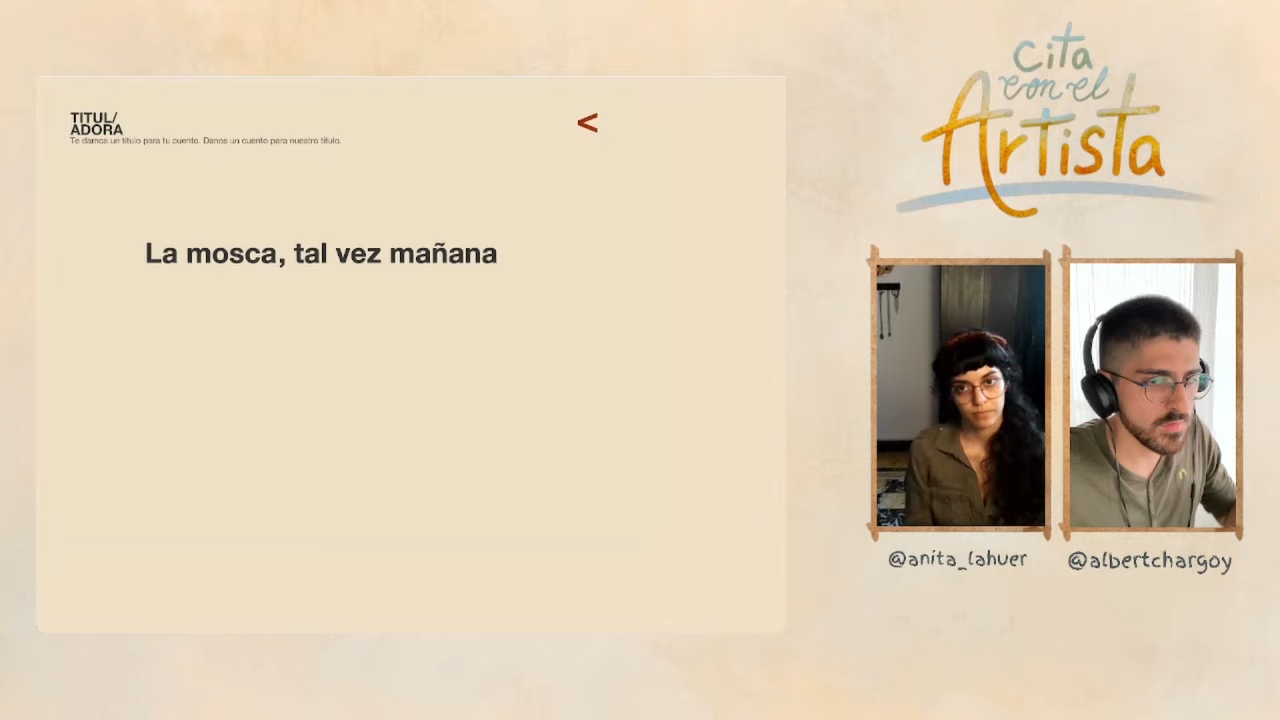 TITUL/
ADORA
Te damos un título para tu cuento. Danos un cuento para nuestro título.
<
La mosca, tal vez mañana
Cita
con el
Artista
@anita_lahuer
@albertchargoy